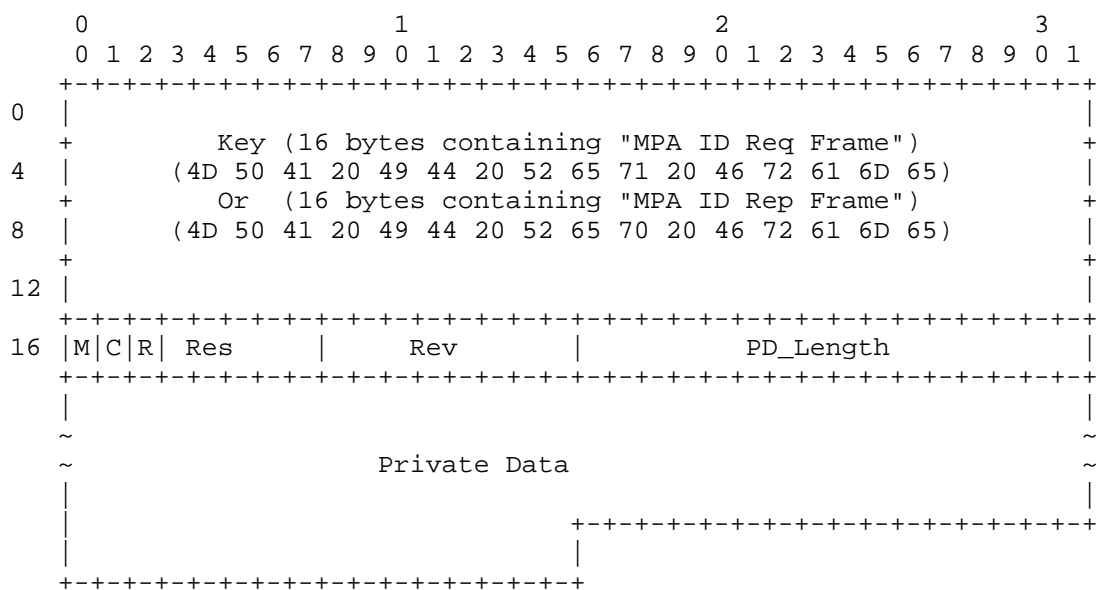 0                   1                   2                   3
    0 1 2 3 4 5 6 7 8 9 0 1 2 3 4 5 6 7 8 9 0 1 2 3 4 5 6 7 8 9 0 1
   +-+-+-+-+-+-+-+-+-+-+-+-+-+-+-+-+-+-+-+-+-+-+-+-+-+-+-+-+-+-+-+-+
0  |                                                               |
   +         Key (16 bytes containing "MPA ID Req Frame")          +
4  |      (4D 50 41 20 49 44 20 52 65 71 20 46 72 61 6D 65)        |
   +         Or  (16 bytes containing "MPA ID Rep Frame")          +
8  |      (4D 50 41 20 49 44 20 52 65 70 20 46 72 61 6D 65)        |
   +                                                               +
12 |                                                               |
   +-+-+-+-+-+-+-+-+-+-+-+-+-+-+-+-+-+-+-+-+-+-+-+-+-+-+-+-+-+-+-+-+
16 |M|C|R| Res     |     Rev       |          PD_Length            |
   +-+-+-+-+-+-+-+-+-+-+-+-+-+-+-+-+-+-+-+-+-+-+-+-+-+-+-+-+-+-+-+-+
   |                                                               |
   ~                                                               ~
   ~                   Private Data                                ~
   |                                                               |
   |                               +-+-+-+-+-+-+-+-+-+-+-+-+-+-+-+-+
   |                               |
   +-+-+-+-+-+-+-+-+-+-+-+-+-+-+-+-+